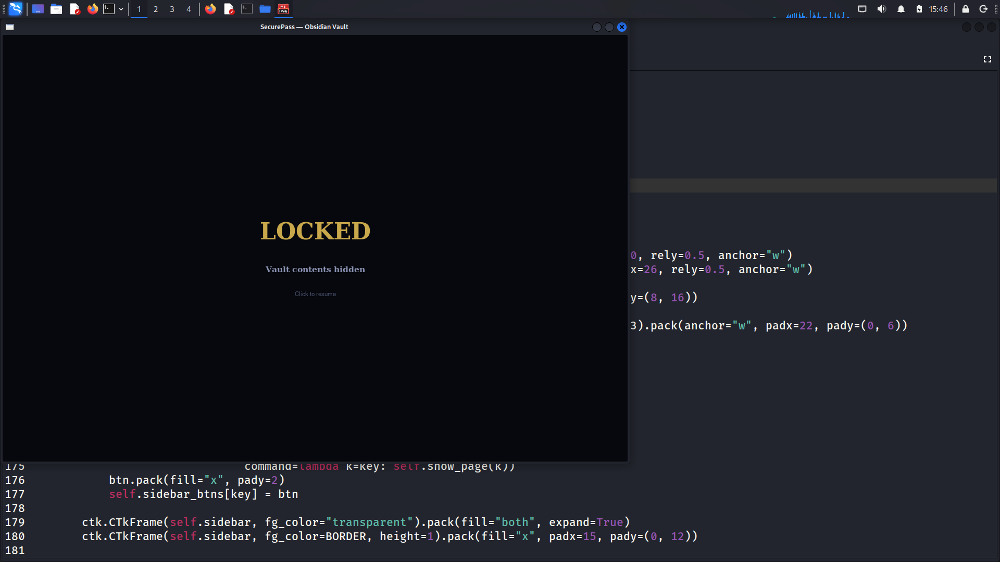 1 2 3 4
IPv6
15:46
SecurePass — Obsidian Vault
LOCKED
Vault contents hidden
Click to resume
0, rely=0.5, anchor="w")
x=26, rely=0.5, anchor="w")
y=(8, 16))
3).pack(anchor="w", padx=22, pady=(0, 6))
175 command=lambda k=key: self.show_page(k))
176 btn.pack(fill="x", pady=2)
177 self.sidebar_btns[key] = btn
178
179 ctk.CTkFrame(self.sidebar, fg_color="transparent").pack(fill="both", expand=True)
180 ctk.CTkFrame(self.sidebar, fg_color=BORDER, height=1).pack(fill="x", padx=15, pady=(0, 12))
181